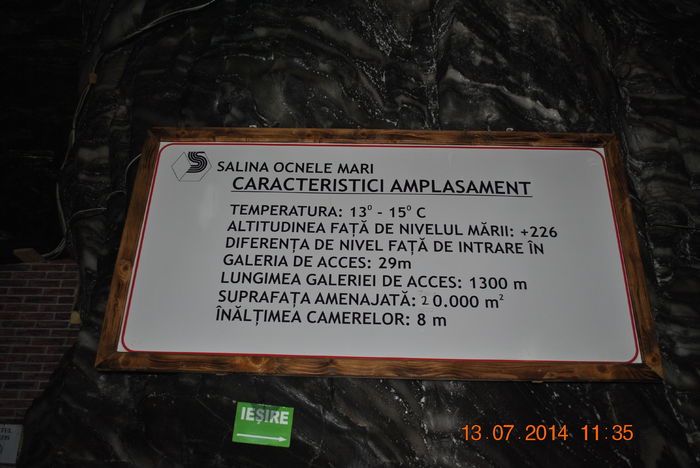 SALINA OCNELE MARI
CARACTERISTICI AMPLASAMENT
TEMPERATURA: 13⁰ - 15⁰ C
ALTITUDINEA FAȚĂ DE NIVELUL MĂRII: +226
DIFERENȚA DE NIVEL FAȚĂ DE INTRARE ÎN
GALERIA DE ACCES: 29m
LUNGIMEA GALERIEI DE ACCES: 1300 m
SUPRAFAȚA AMENAJATĂ: 20.000 m²
ÎNĂLȚIMEA CAMERELOR: 8 m
IEȘIRE
13 07 2014 11:35